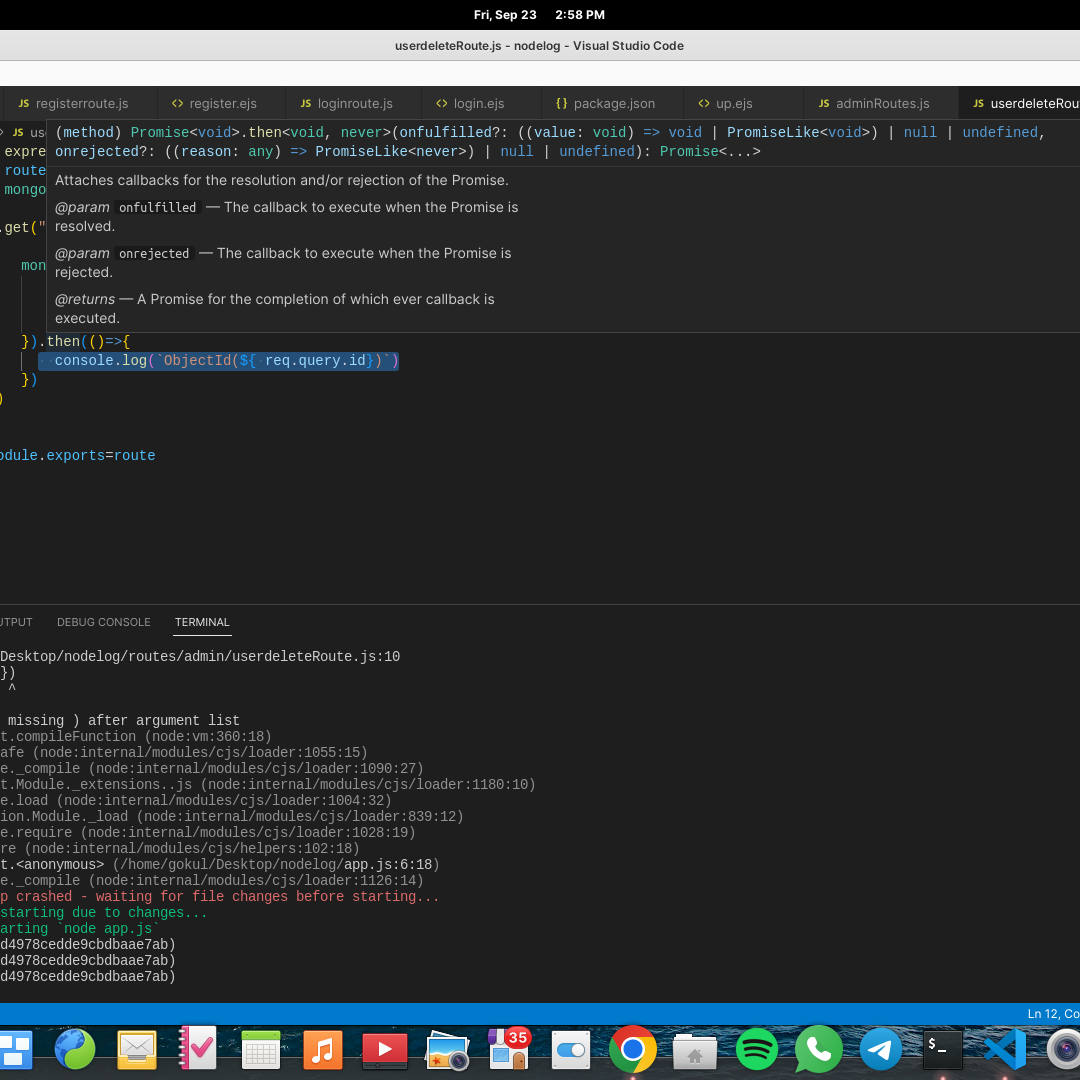 Fri, Sep 23 2:58 PM
userdeleteRoute.js - nodelog - Visual Studio Code
JS registerroute.js <> register.ejs JS loginroute.js <> login.ejs {} package.json <> up.ejs JS adminRoutes.js JS userdeleteRou
> JS us
(method) Promise<void>.then<void, never>(onfulfilled?: ((value: void) => void | PromiseLike<void>) | null | undefined,
expre
onrejected?: ((reason: any) => PromiseLike<never>) | null | undefined): Promise<...>
route
Attaches callbacks for the resolution and/or rejection of the Promise.
mongo
@param onfulfilled — The callback to execute when the Promise is
resolved.
.get("
@param onrejected — The callback to execute when the Promise is
mon
rejected.
@returns — A Promise for the completion of which ever callback is
executed.
}).then(()=>{
console.log(`ObjectId(${ req.query.id})`)
})
)
odule.exports=route
UTPUT DEBUG CONSOLE TERMINAL
Desktop/nodelog/routes/admin/userdeleteRoute.js:10
})
^
missing ) after argument list
t.compileFunction (node:vm:360:18)
afe (node:internal/modules/cjs/loader:1055:15)
e._compile (node:internal/modules/cjs/loader:1090:27)
t.Module._extensions..js (node:internal/modules/cjs/loader:1180:10)
e.load (node:internal/modules/cjs/loader:1004:32)
ion.Module._load (node:internal/modules/cjs/loader:839:12)
e.require (node:internal/modules/cjs/loader:1028:19)
re (node:internal/modules/cjs/helpers:102:18)
t.<anonymous> (/home/gokul/Desktop/nodelog/app.js:6:18)
e._compile (node:internal/modules/cjs/loader:1126:14)
p crashed - waiting for file changes before starting...
starting due to changes...
arting `node app.js`
d4978cedde9cbdbaae7ab)
d4978cedde9cbdbaae7ab)
d4978cedde9cbdbaae7ab)
Ln 12, Co
35
$_